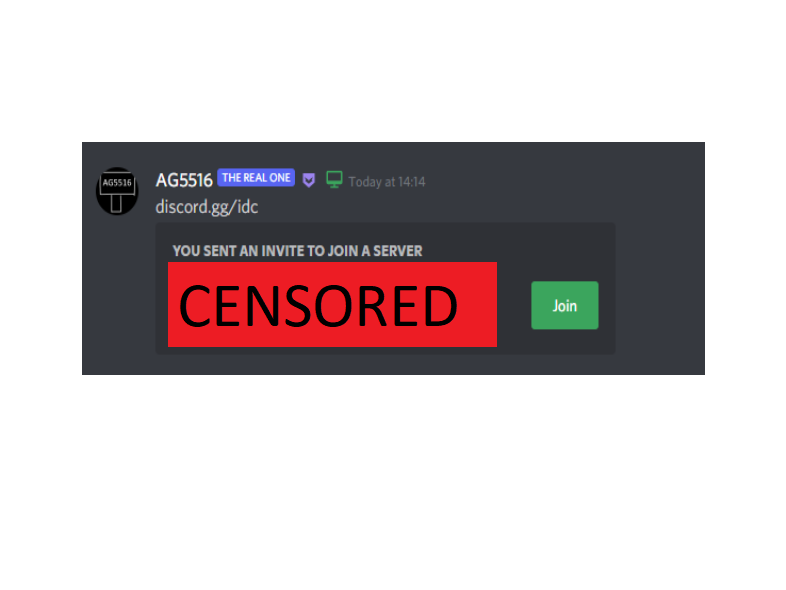 AG5516
AG5516 THE REAL ONE Today at 14:14
discord.gg/idc
YOU SENT AN INVITE TO JOIN A SERVER
CENSORED
Join